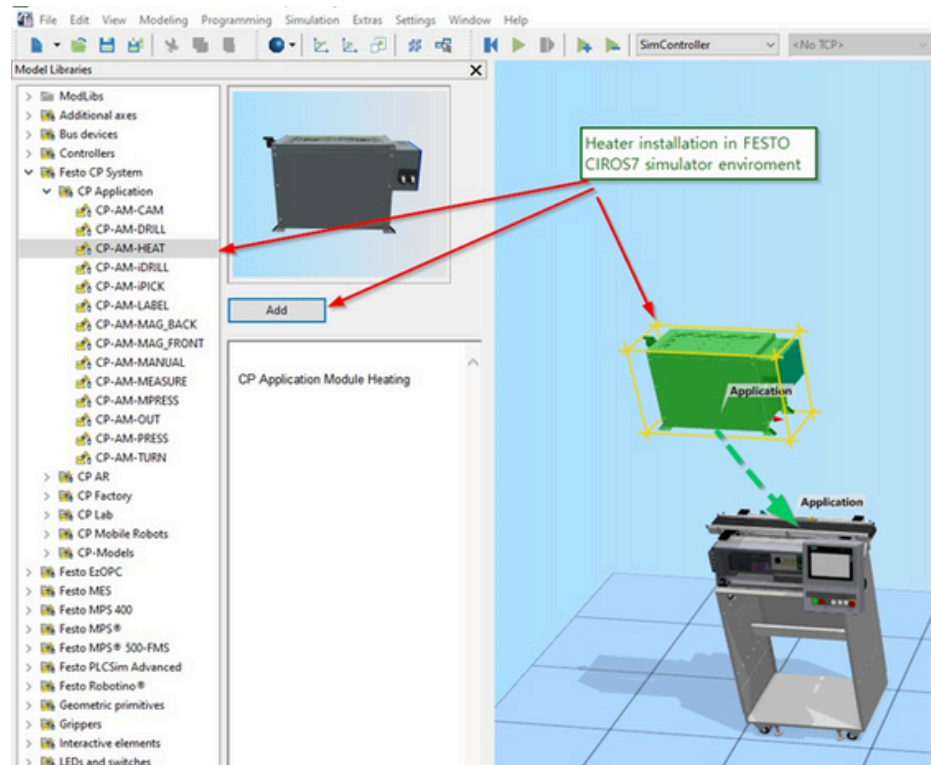 File Edit View Modeling Programming Simulation Extras Settings Window Help
SimController <No TCP>
Model Libraries
ModLibs
Additional axes
Bus devices
Controllers
Festo CP System
CP Application
CP-AM-CAM
CP-AM-DRILL
CP-AM-HEAT
CP-AM-iDRILL
CP-AM-iPICK
CP-AM-LABEL
CP-AM-MAG_BACK
CP-AM-MAG_FRONT
CP-AM-MANUAL
CP-AM-MEASURE
CP-AM-MPRESS
CP-AM-OUT
CP-AM-PRESS
CP-AM-TURN
CP AR
CP Factory
CP Lab
CP Mobile Robots
CP-Models
Festo EzOPC
Festo MES
Festo MPS 400
Festo MPS®
Festo MPS® 500-FMS
Festo PLCSim Advanced
Festo Robotino®
Geometric primitives
Grippers
Interactive elements
LEDs and switches
Add
CP Application Module Heating
Heater installation in FESTO
CIROS7 simulator enviroment
Application
Application